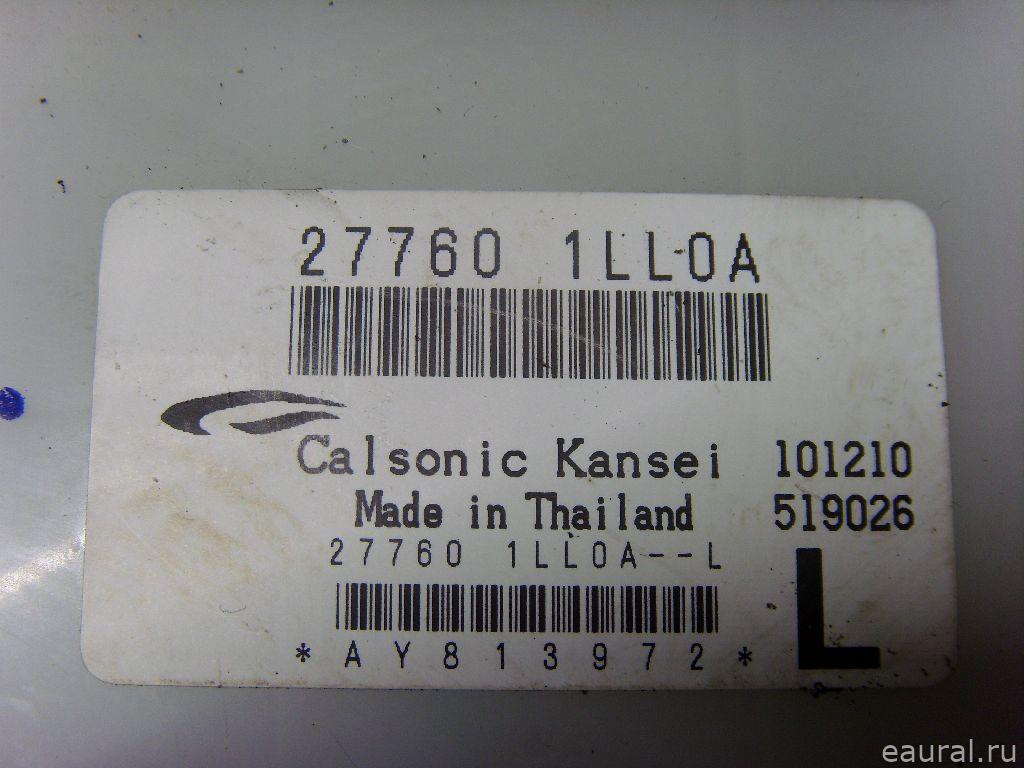 27760 1LL0A
Calsonic Kansei 101210
Made in Thailand 519026
27760 1LL0A--L
*AY813972*
L
eaural.ru